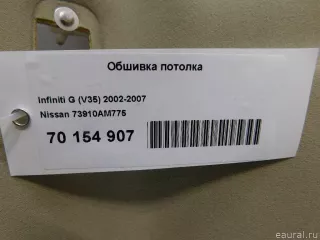 Обшивка потолка
Infiniti G (V35) 2002-2007
Nissan 73910AM775
70 154 907
eaural.ru